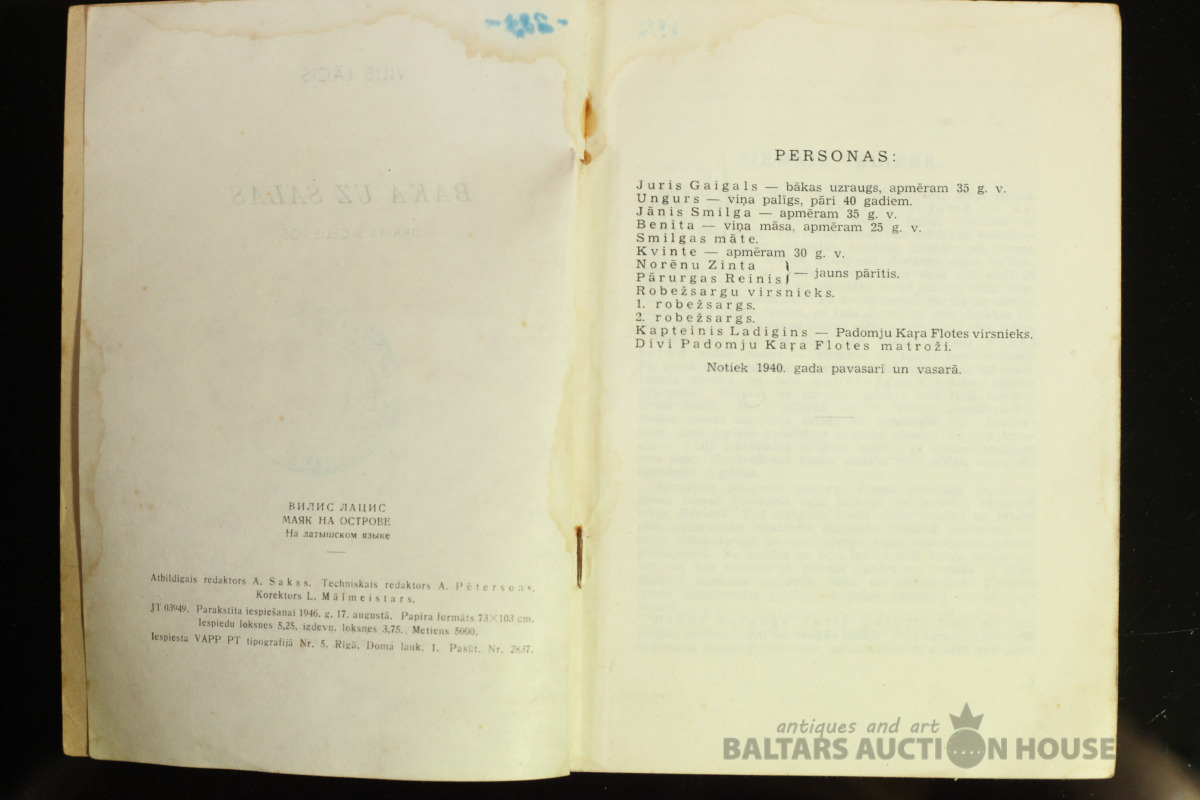 -283-
VILIS LĀCIS
BĀKA UZ SALAS
ВИЛИС ЛАЦИС
МАЯК НА ОСТРОВЕ
На латышском языке
Atbildīgais redaktors A. Sakss. Techniskais redaktors A. Pētersons.
Korektors L. Mālmeistars.
JT 03949. Parakstīta iespiešanai 1946. g. 17. augustā. Papīra formāts 73×103 cm.
Iespiedu loksnes 5,25, izdevn. loksnes 3,75. Metiens 5000.
Iespiesta VAPP PT tipografijā Nr. 5, Rīgā, Doma lauk. 1. Pasūt. Nr. 2637.
PERSONAS:
Juris Gaigals — bākas uzraugs, apmēram 35 g. v.
Ungurs — viņa palīgs, pāri 40 gadiem.
Jānis Smilga — apmēram 35 g. v.
Benita — viņa māsa, apmēram 25 g. v.
Smilgas māte.
Kvinte — apmēram 30 g. v.
Norēnu Zinta
Pārurgas Reinis — jauns pārītis.
Robežsargu virsnieks.
1. robežsargs.
2. robežsargs.
Kapteinis Ladigins — Padomju Kaŗa Flotes virsnieks.
Divi Padomju Kaŗa Flotes matroži.
Notiek 1940. gada pavasarī un vasarā.
antiques and art
BALTARS AUCTION HOUSE